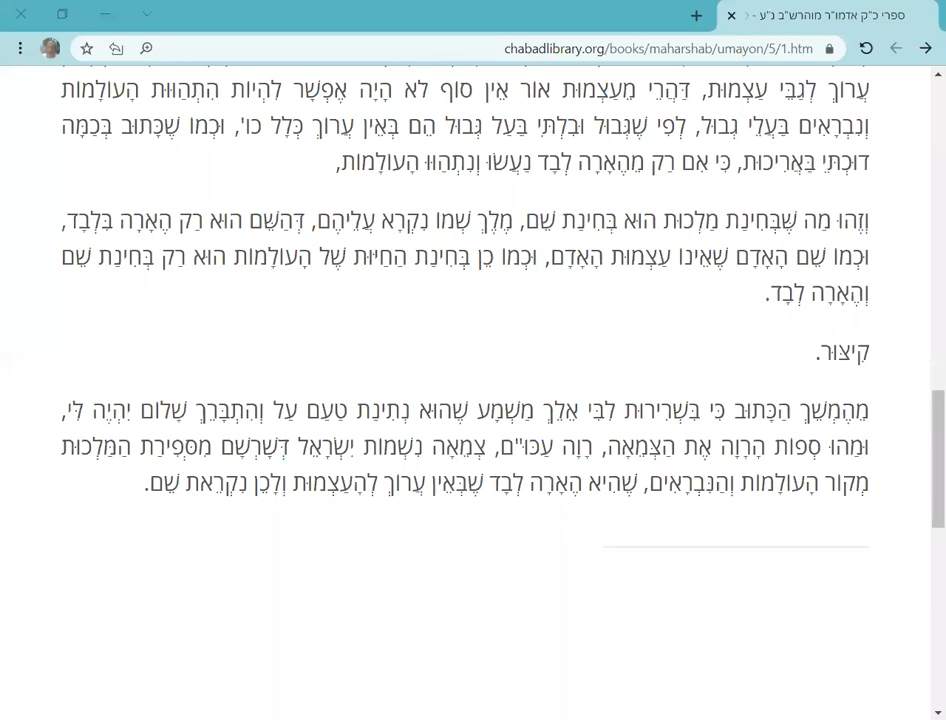 ספרי כ"ק אדמו"ר מוהרש"ב נ"ע -
chabadlibrary.org/books/maharshab/umayon/5/1.htm
עֲרוֹךְ לְגַבֵּי עַצְמוּת, דַּהֲרֵי מֵעַצְמוּת אוֹר אֵין סוֹף לֹא הָיָה אֶפְשָׁר לִהְיוֹת הִתְהַוּוּת הָעוֹלָמוֹת
וְנִבְרָאִים בַּעֲלֵי גְבוּל, לְפִי שֶׁגְּבוּל וּבִלְתִּי בַּעַל גְּבוּל הֵם בְּאֵין עֲרוֹךְ כְּלָל כוּ', וּכְמוֹ שֶׁכָּתוּב בְּכַמָּה
דוּכְתֵּי בַּאֲרִיכוּת, כִּי אִם רַק מֵהֶאָרָה לְבָד נַעֲשׂוּ וְנִתְהַוּוּ הָעוֹלָמוֹת,
וְזֶהוּ מַה שֶּׁבְּחִינַת מַלְכוּת הוּא בְּחִינַת שֵׁם, מֶלֶךְ שְׁמוֹ נִקְרָא עֲלֵיהֶם, דְּהַשֵּׁם הוּא רַק הֶאָרָה בִּלְבָד,
וּכְמוֹ שֵׁם הָאָדָם שֶׁאֵינוֹ עַצְמוּת הָאָדָם, וּכְמוֹ כֵן בְּחִינַת הַחַיּוּת שֶׁל הָעוֹלָמוֹת הוּא רַק בְּחִינַת שֵׁם
וְהֶאָרָה לְבָד.
קִיצוּר.
מֵהֶמְשֵׁךְ הַכָּתוּב כִּי בִּשְׁרִירוּת לִבִּי אֵלֵךְ מַשְׁמָע שֶׁהוּא נְתִינַת טַעַם עַל וְהִתְבָּרֵךְ שָׁלוֹם יִהְיֶה לִּי,
וּמַהוּ סְפוֹת הָרָוָה אֶת הַצְּמֵאָה, רָוָה עַכּוּ"ם, צְמֵאָה נִשְׁמוֹת יִשְׂרָאֵל דְּשָׁרְשָׁם מִסְּפִירַת הַמַּלְכוּת
מְקוֹר הָעוֹלָמוֹת וְהַנִּבְרָאִים, שֶׁהִיא הֶאָרָה לְבָד שֶׁבְּאֵין עֲרוֹךְ לְהָעַצְמוּת וְלָכֵן נִקְרֵאת שֵׁם.